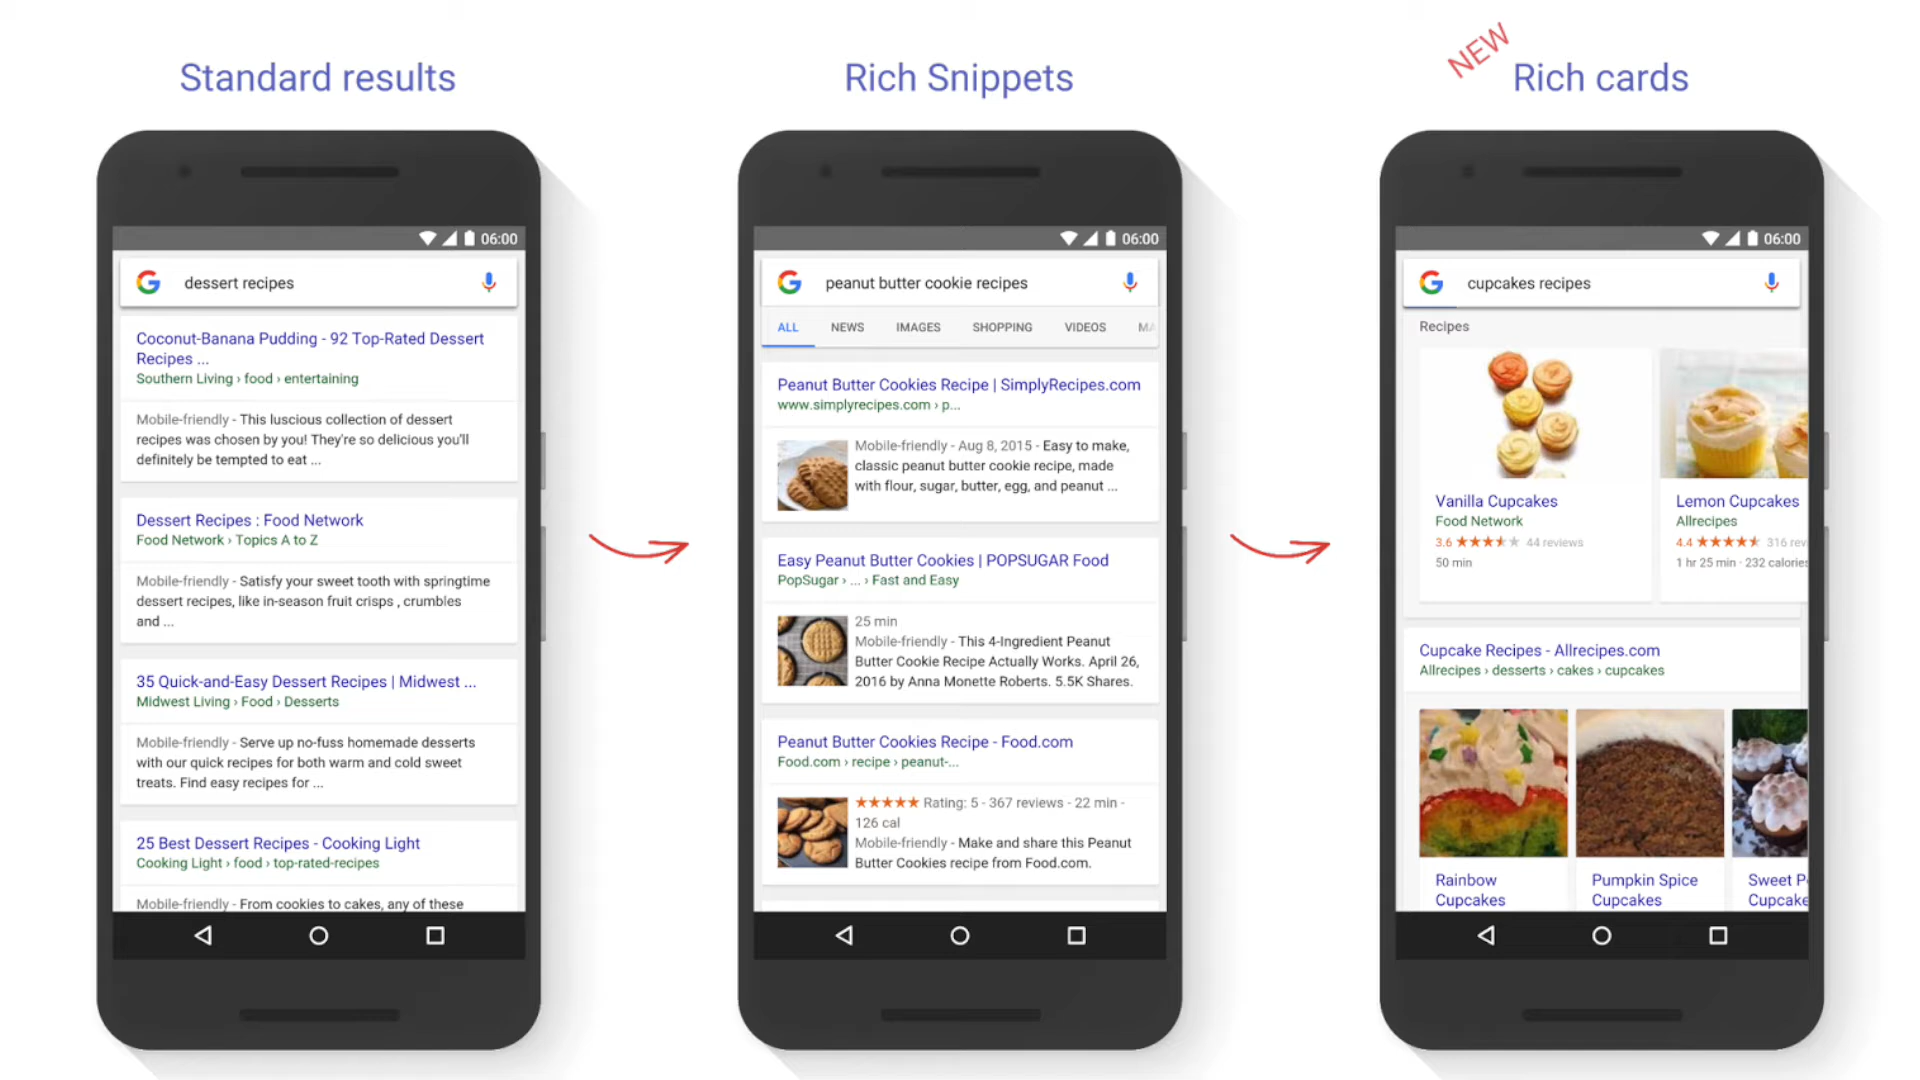 Standard results
06:00
dessert recipes
Coconut-Banana Pudding - 92 Top-Rated Dessert
Recipes ...
Southern Living › food › entertaining
Mobile-friendly - This luscious collection of dessert
recipes was chosen by you! They're so delicious you'll
definitely be tempted to eat ...
Dessert Recipes : Food Network
Food Network › Topics A to Z
Mobile-friendly - Satisfy your sweet tooth with springtime
dessert recipes, like in-season fruit crisps , crumbles
and ...
35 Quick-and-Easy Dessert Recipes | Midwest ...
Midwest Living › Food › Desserts
Mobile-friendly - Serve up no-fuss homemade desserts
with our quick recipes for both warm and cold sweet
treats. Find easy recipes for ...
25 Best Dessert Recipes - Cooking Light
Cooking Light › food › top-rated-recipes
Mobile-friendly - From cookies to cakes, any of these
Rich Snippets
06:00
peanut butter cookie recipes
ALL NEWS IMAGES SHOPPING VIDEOS MA
Peanut Butter Cookies Recipe | SimplyRecipes.com
www.simplyrecipes.com › p...
Mobile-friendly - Aug 8, 2015 - Easy to make,
classic peanut butter cookie recipe, made
with flour, sugar, butter, egg, and peanut ...
Easy Peanut Butter Cookies | POPSUGAR Food
PopSugar › ... › Fast and Easy
25 min
Mobile-friendly - This 4-Ingredient Peanut
Butter Cookie Recipe Actually Works. April 26,
2016 by Anna Monette Roberts. 5.5K Shares.
Peanut Butter Cookies Recipe - Food.com
Food.com › recipe › peanut-...
★★★★★ Rating: 5 - 367 reviews - 22 min -
126 cal
Mobile-friendly - Make and share this Peanut
Butter Cookies recipe from Food.com.
NEW
Rich cards
06:00
cupcakes recipes
Recipes
Vanilla Cupcakes
Food Network
3.6 44 reviews
50 min
Lemon Cupcakes
Allrecipes
4.4 316 rev
1 hr 25 min · 232 calories
Cupcake Recipes - Allrecipes.com
Allrecipes › desserts › cakes › cupcakes
Rainbow
Cupcakes
Pumpkin Spice
Cupcakes
Sweet P
Cupcake